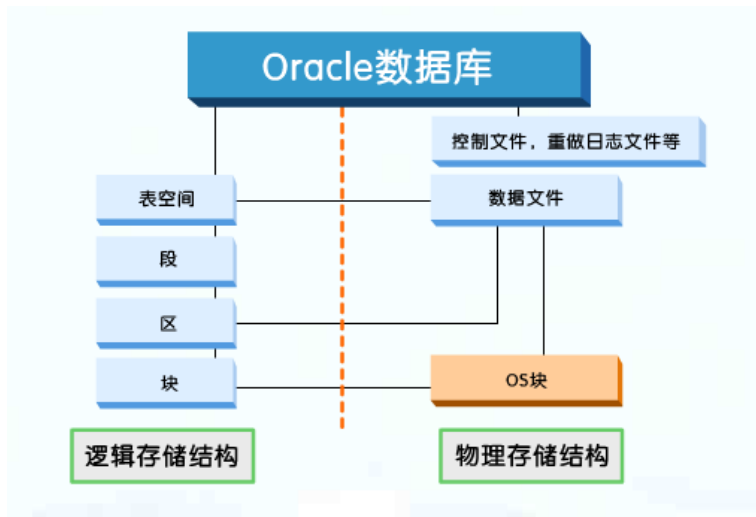 Oracle数据库
控制文件，重做日志文件等
表空间
数据文件
段
区
块
OS块
逻辑存储结构
物理存储结构